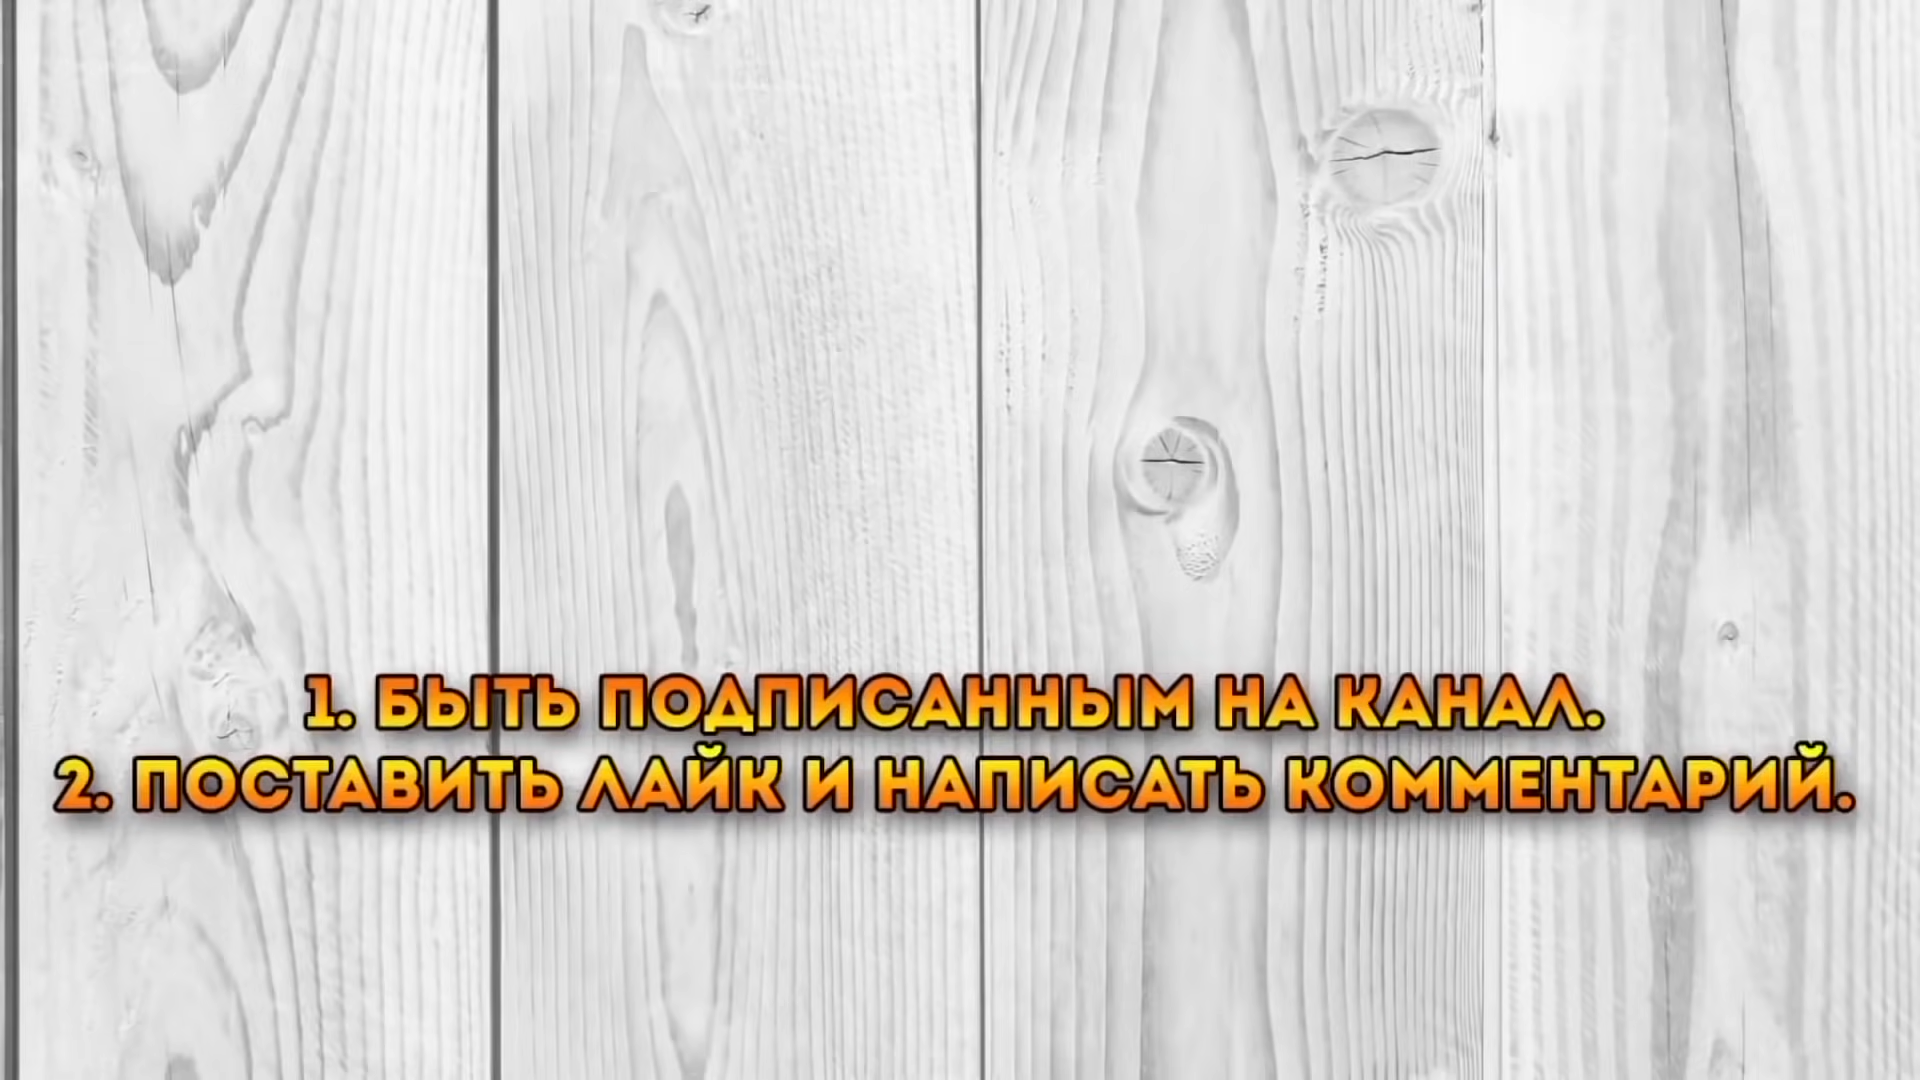 1. БЫТЬ ПОДПИСАННЫМ НА КАНАЛ.
2. ПОСТАВИТЬ ЛАЙК И НАПИСАТЬ КОММЕНТАРИЙ.